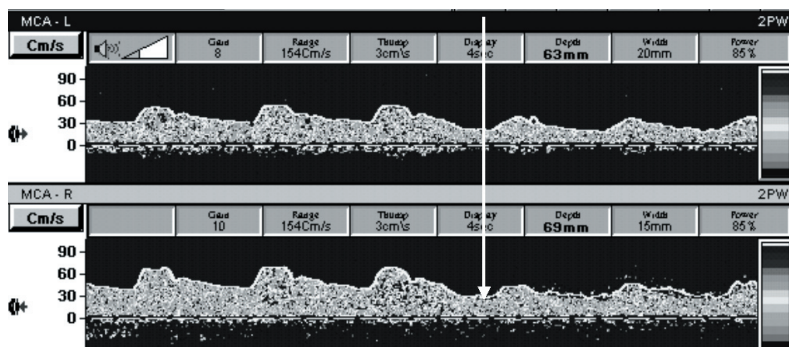 MCA - L 2PW
Cm/s Gain Range Thump Display Depth Width Power
8 154Cm/s 3cm\s 4sec 63mm 20mm 85%
90
60
30
0
MCA - R 2PW
Cm/s Gain Range Thump Display Depth Width Power
10 154Cm/s 3cm\s 4sec 69mm 15mm 85%
90
60
30
0